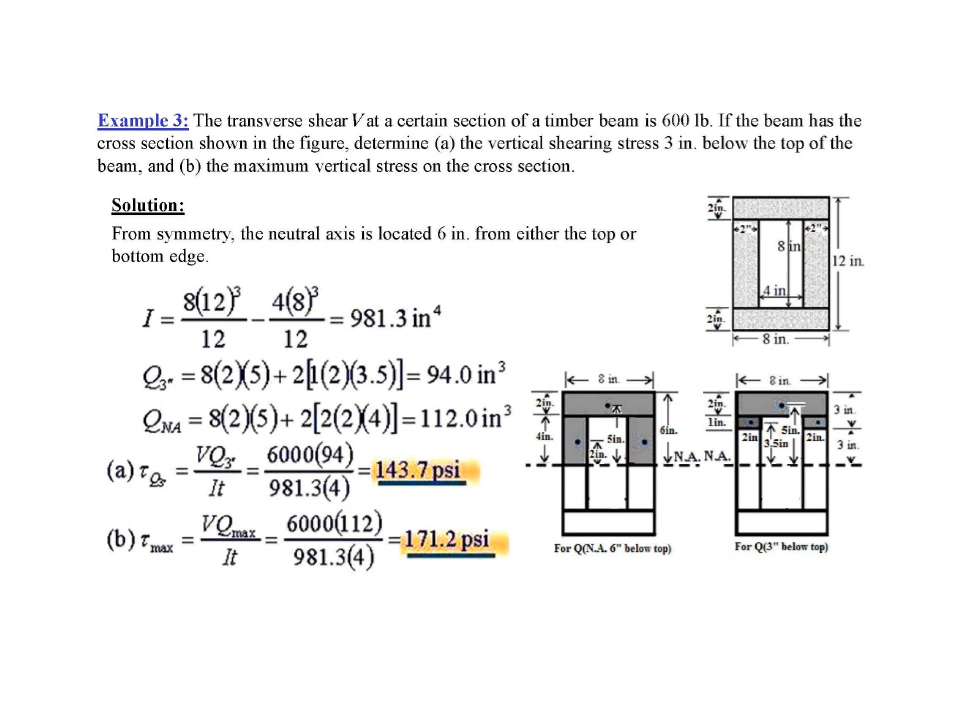 Example 3: The transverse shear V at a certain section of a timber beam is 600 lb. If the beam has the
cross section shown in the figure, determine (a) the vertical shearing stress 3 in. below the top of the
beam, and (b) the maximum vertical stress on the cross section.
Solution:
From symmetry, the neutral axis is located 6 in. from either the top or
bottom edge.
I = 8(12)³/12 − 4(8)³/12 = 981.3 in⁴
Q₃″ = 8(2)(5) + 2[1(2)(3.5)] = 94.0 in³
Q_NA = 8(2)(5) + 2[2(2)(4)] = 112.0 in³
(a) τ_Q₃ = VQ₃″/It = 6000(94)/981.3(4) = 143.7 psi
(b) τ_max = VQ_max/It = 6000(112)/981.3(4) = 171.2 psi
2in.
2" 2"
8 in
12 in.
4 in
2in.
8 in.
8 in
2in.
6in.
4in.
5in.
2in.
N.A.
For Q(N.A. 6" below top)
8 in
2in.
3 in.
1in.
5in.
2in 3.5in 2in.
3 in.
N.A.
For Q(3" below top)